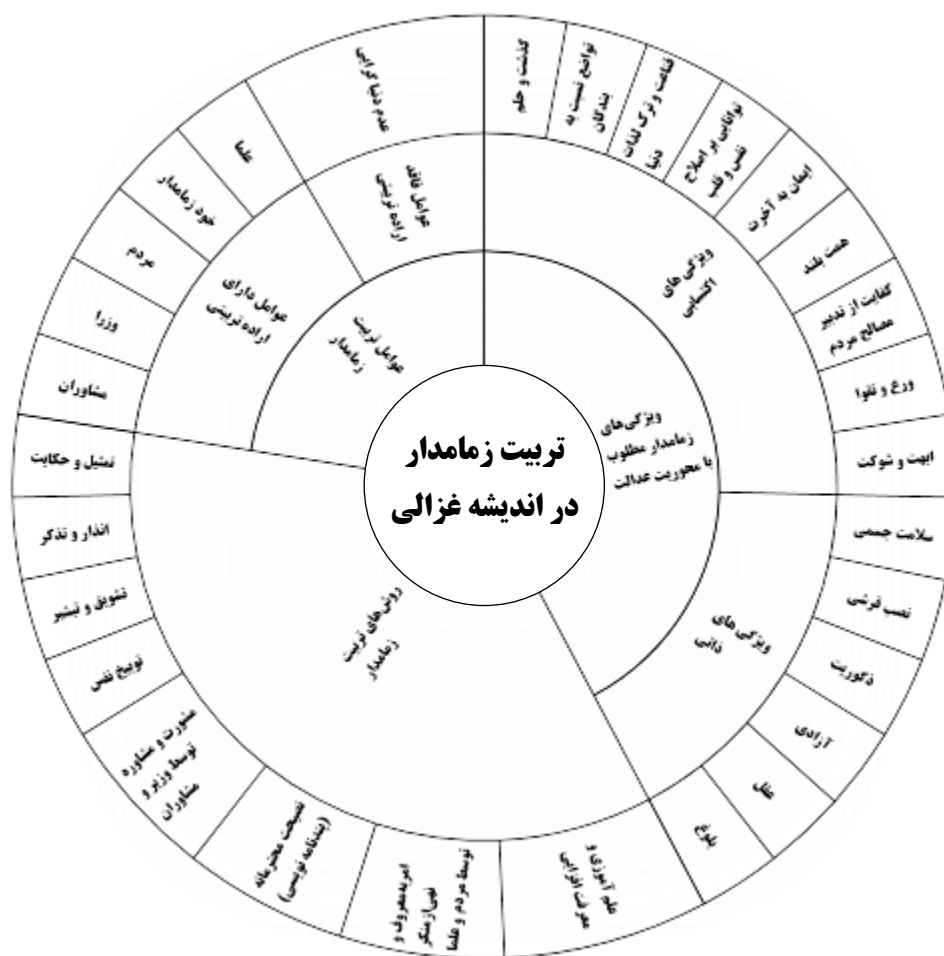 تربیت زمامدار
در اندیشه غزالی
ویژگی‌های
زمامدار مطلوب
با محوریت عدالت
ویژگی های
اکتسابی
گذشت و حلم
تواضع نسبت به
بندگان
قناعت و ترک لذات
دنیا
توانایی بر اصلاح
نفس و قلب
ایمان به آخرت
همت بلند
کفایت از تدبیر
مصالح مردم
ورع و تقوا
ابهت و شوکت
ویژگی های
ذاتی
سلامت جسمی
نصب قرشی
ذکوریت
آزادی
عقل
بلوغ
روش‌های تربیت
زمامدار
علم آموزی و
معرفت افزایی
امربه‌معروف و
نهی‌ازمنکر
توسط مردم و علما
نصیحت محترمانه
(پندنامه نویسی)
مشورت و مشاوره
توسط وزیر و
مشاوران
توبیخ نفس
تشویق و تبشیر
انذار و تذکر
تمثیل و حکایت
عوامل تربیت
زمامدار
عوامل دارای
اراده تربیتی
مشاوران
وزرا
مردم
خود زمامدار
علما
عوامل فاقد
اراده تربیتی
عدم دنیا گرایی